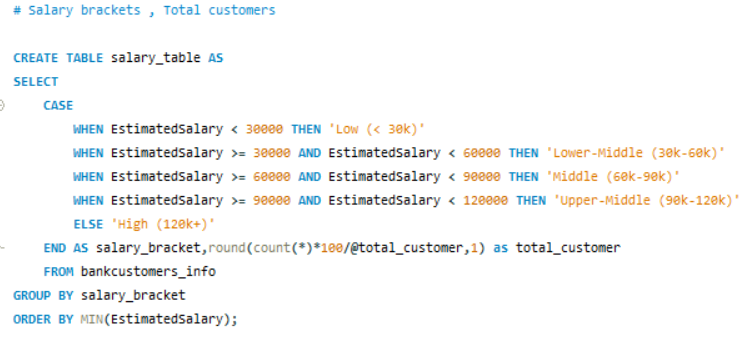 # Salary brackets , Total customers
CREATE TABLE salary_table AS
SELECT
CASE
WHEN EstimatedSalary < 30000 THEN 'Low (< 30k)'
WHEN EstimatedSalary >= 30000 AND EstimatedSalary < 60000 THEN 'Lower-Middle (30k-60k)'
WHEN EstimatedSalary >= 60000 AND EstimatedSalary < 90000 THEN 'Middle (60k-90k)'
WHEN EstimatedSalary >= 90000 AND EstimatedSalary < 120000 THEN 'Upper-Middle (90k-120k)'
ELSE 'High (120k+)'
END AS salary_bracket,round(count(*)*100/@total_customer,1) as total_customer
FROM bankcustomers_info
GROUP BY salary_bracket
ORDER BY MIN(EstimatedSalary);